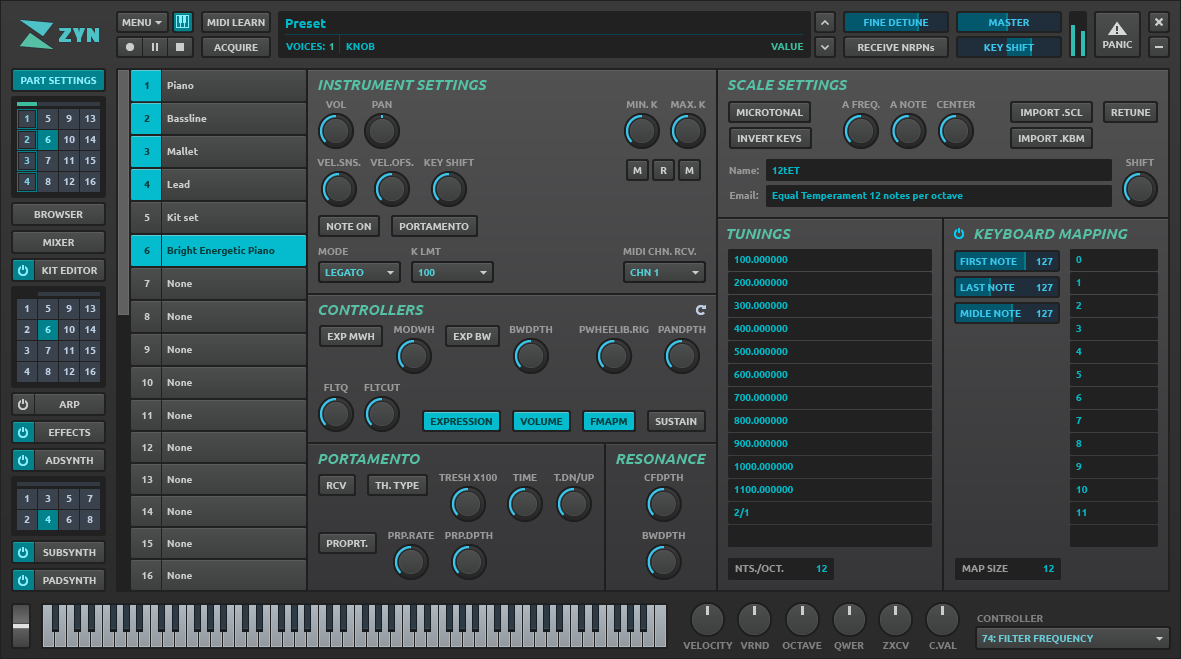 ZYN
MENU
MIDI LEARN
ACQUIRE
Preset
VOICES: 1 KNOB VALUE
FINE DETUNE
MASTER
RECEIVE NRPNs
KEY SHIFT
PANIC
PART SETTINGS
1 5 9 13
2 6 10 14
3 7 11 15
4 8 12 16
BROWSER
MIXER
KIT EDITOR
1 5 9 13
2 6 10 14
3 7 11 15
4 8 12 16
ARP
EFFECTS
ADSYNTH
1 3 5 7
2 4 6 8
SUBSYNTH
PADSYNTH
1 Piano
2 Bassline
3 Mallet
4 Lead
5 Kit set
6 Bright Energetic Piano
7 None
8 None
9 None
10 None
11 None
12 None
13 None
14 None
15 None
16 None
INSTRUMENT SETTINGS
VOL PAN MIN. K MAX. K
VEL.SNS. VEL.OFS. KEY SHIFT
M R M
NOTE ON PORTAMENTO
MODE K LMT MIDI CHN. RCV.
LEGATO 100 CHN 1
CONTROLLERS
EXP MWH MODWH EXP BW BWDPTH PWHEELIB.RIG PANDPTH
FLTQ FLTCUT
EXPRESSION VOLUME FMAPM SUSTAIN
PORTAMENTO
RCV TH. TYPE TRESH X100 TIME T.DN/UP
PROPRT. PRP.RATE PRP.DPTH
RESONANCE
CFDPTH
BWDPTH
SCALE SETTINGS
MICROTONAL A FREQ. A NOTE CENTER IMPORT .SCL RETUNE
INVERT KEYS IMPORT .KBM
Name: 12tET
SHIFT
Email: Equal Temperament 12 notes per octave
TUNINGS
100.000000
200.000000
300.000000
400.000000
500.000000
600.000000
700.000000
800.000000
900.000000
1000.000000
1100.000000
2/1
NTS./OCT. 12
KEYBOARD MAPPING
FIRST NOTE 127
LAST NOTE 127
MIDLE NOTE 127
0
1
2
3
4
5
6
7
8
9
10
11
MAP SIZE 12
VELOCITY VRND OCTAVE QWER ZXCV C.VAL
CONTROLLER
74: FILTER FREQUENCY